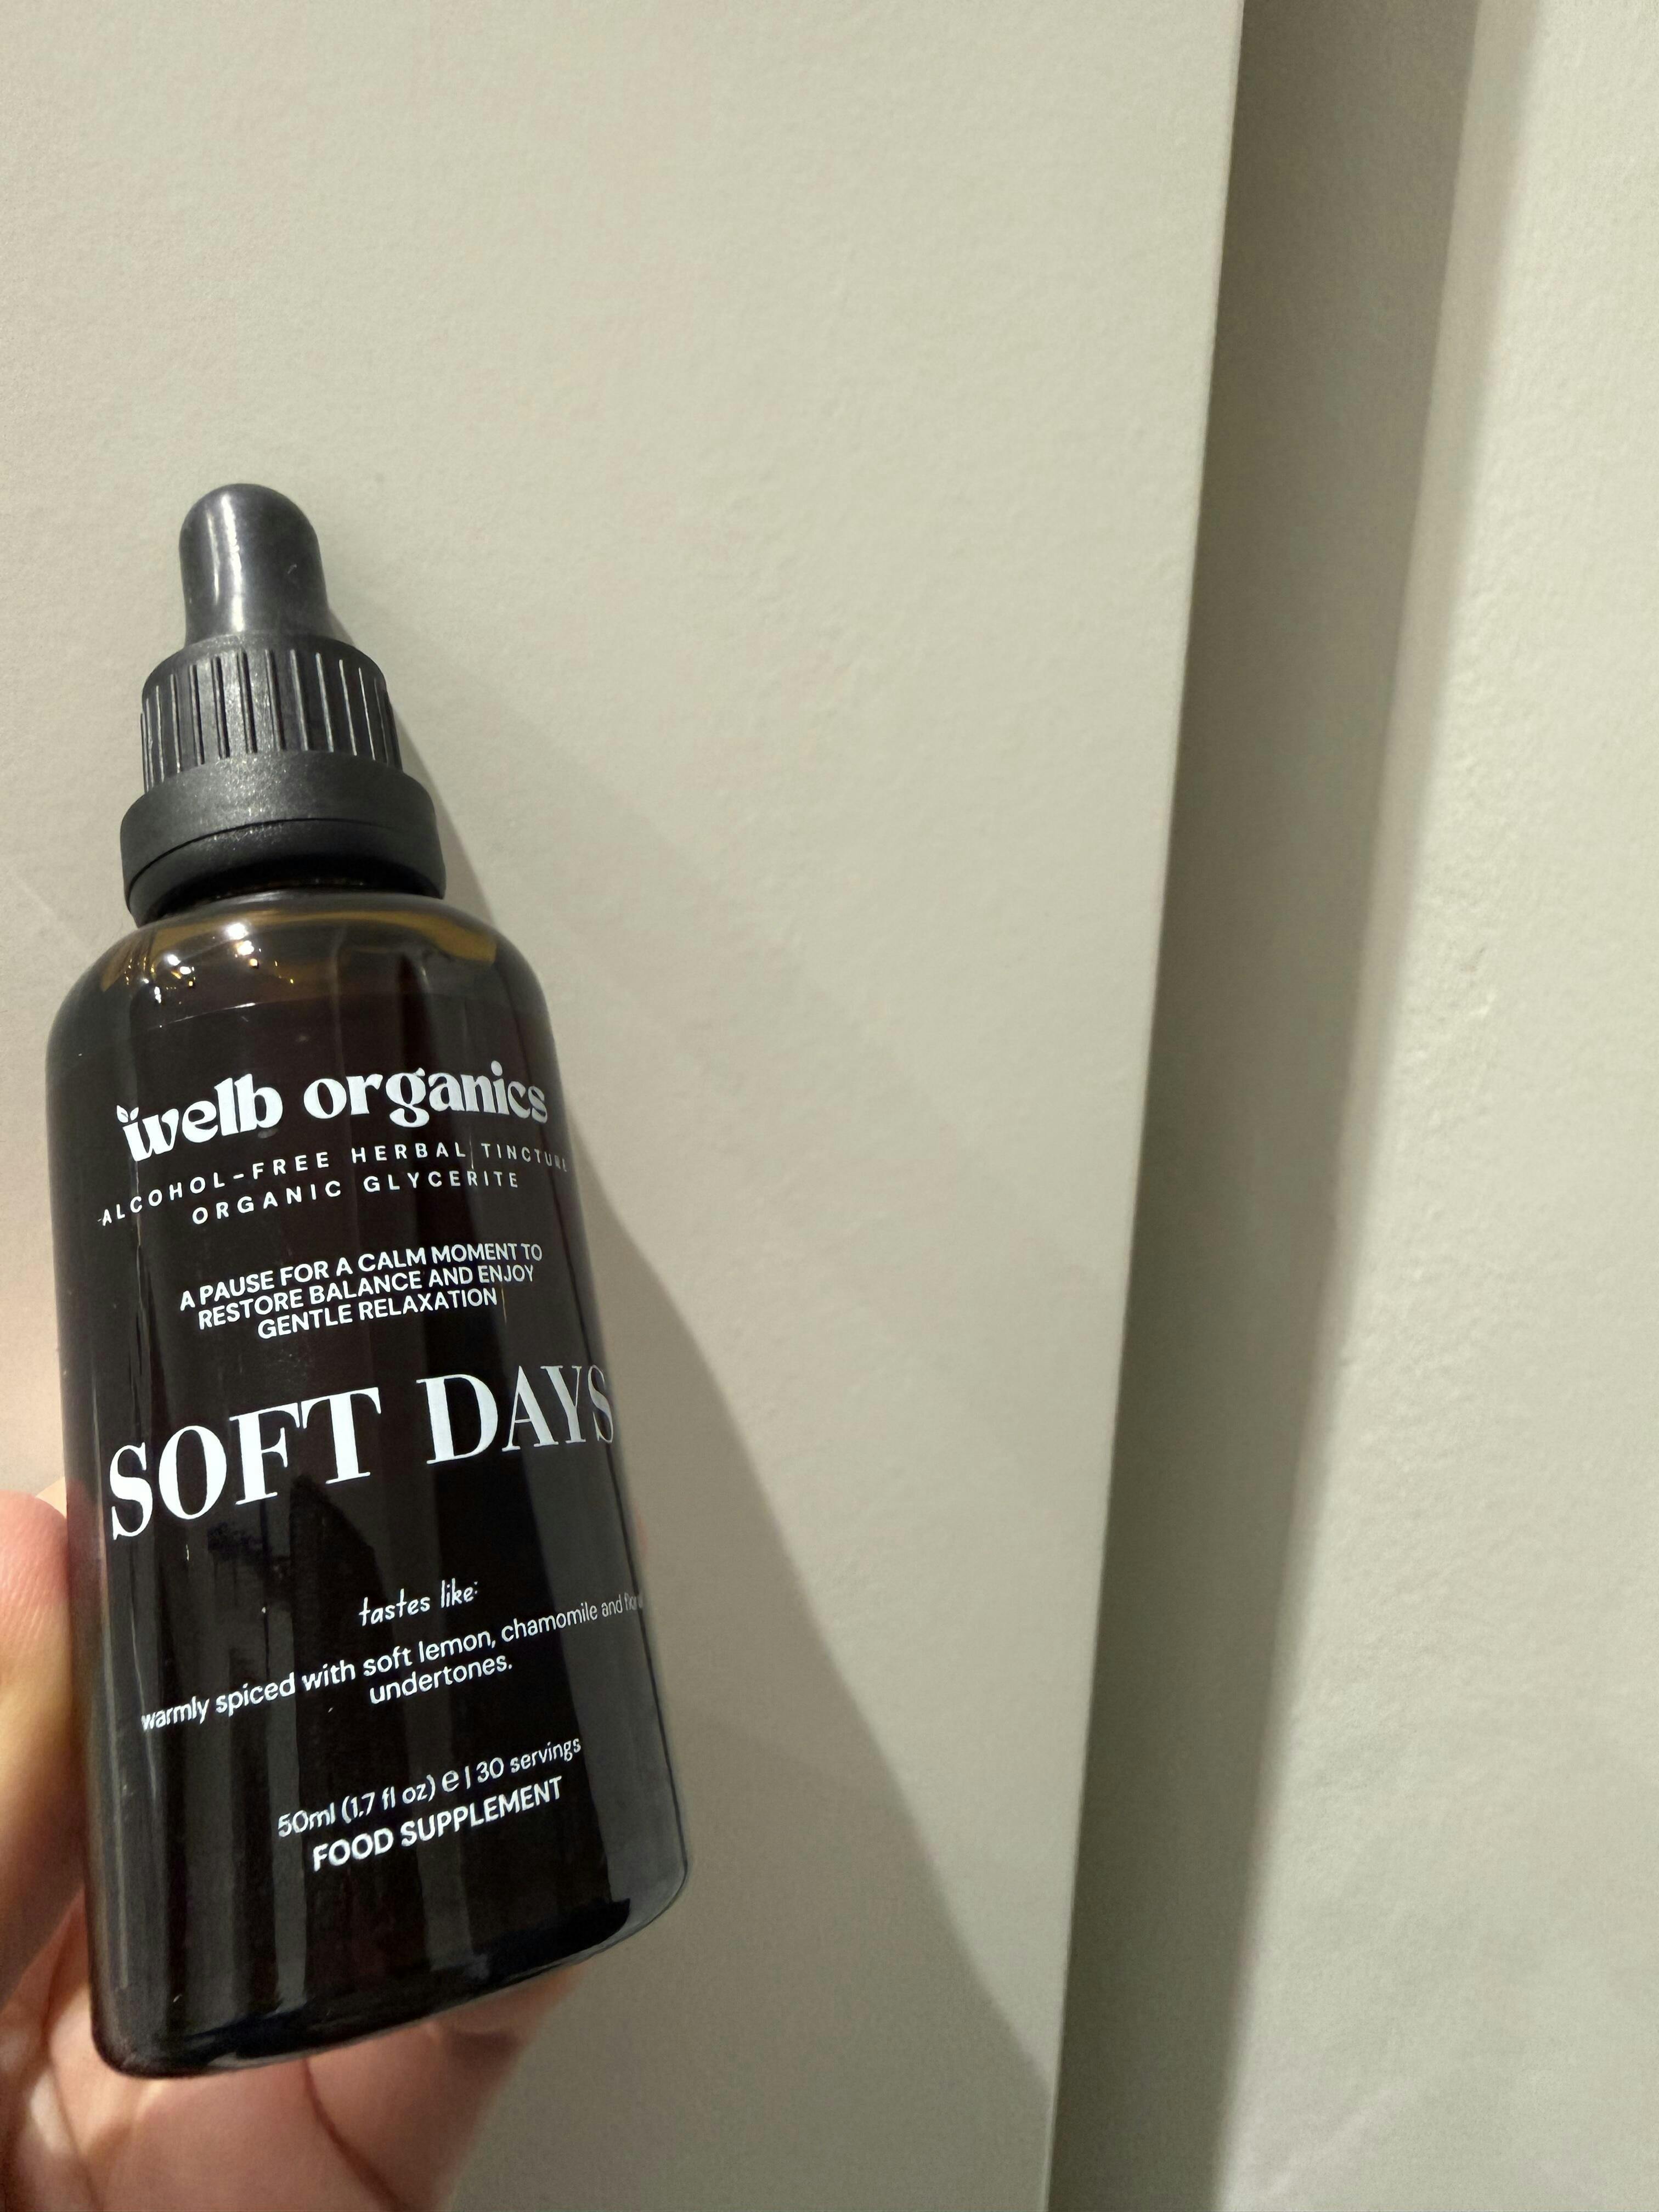 welb organics
ALCOHOL-FREE HERBAL TINCTURE
ORGANIC GLYCERITE
A PAUSE FOR A CALM MOMENT TO
RESTORE BALANCE AND ENJOY
GENTLE RELAXATION
SOFT DAYS
tastes like:
warmly spiced with soft lemon, chamomile and
undertones.
50ml (1.7 fl oz) e | 30 servings
FOOD SUPPLEMENT